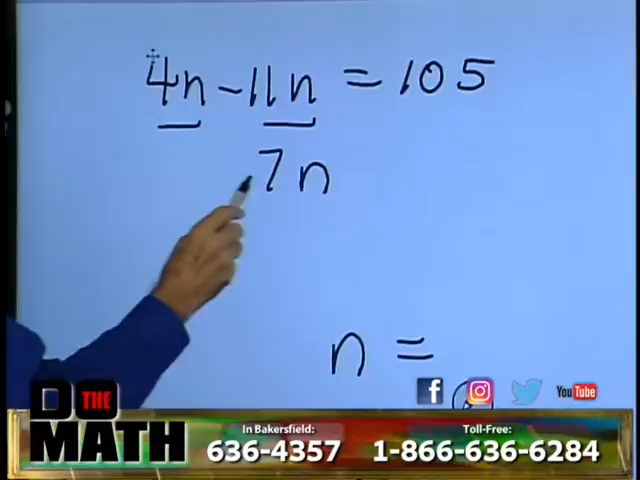 4n - 11n = 105
7n
n =
DO THE MATH
In Bakersfield:
636-4357
Toll-Free:
1-866-636-6284
f
YouTube